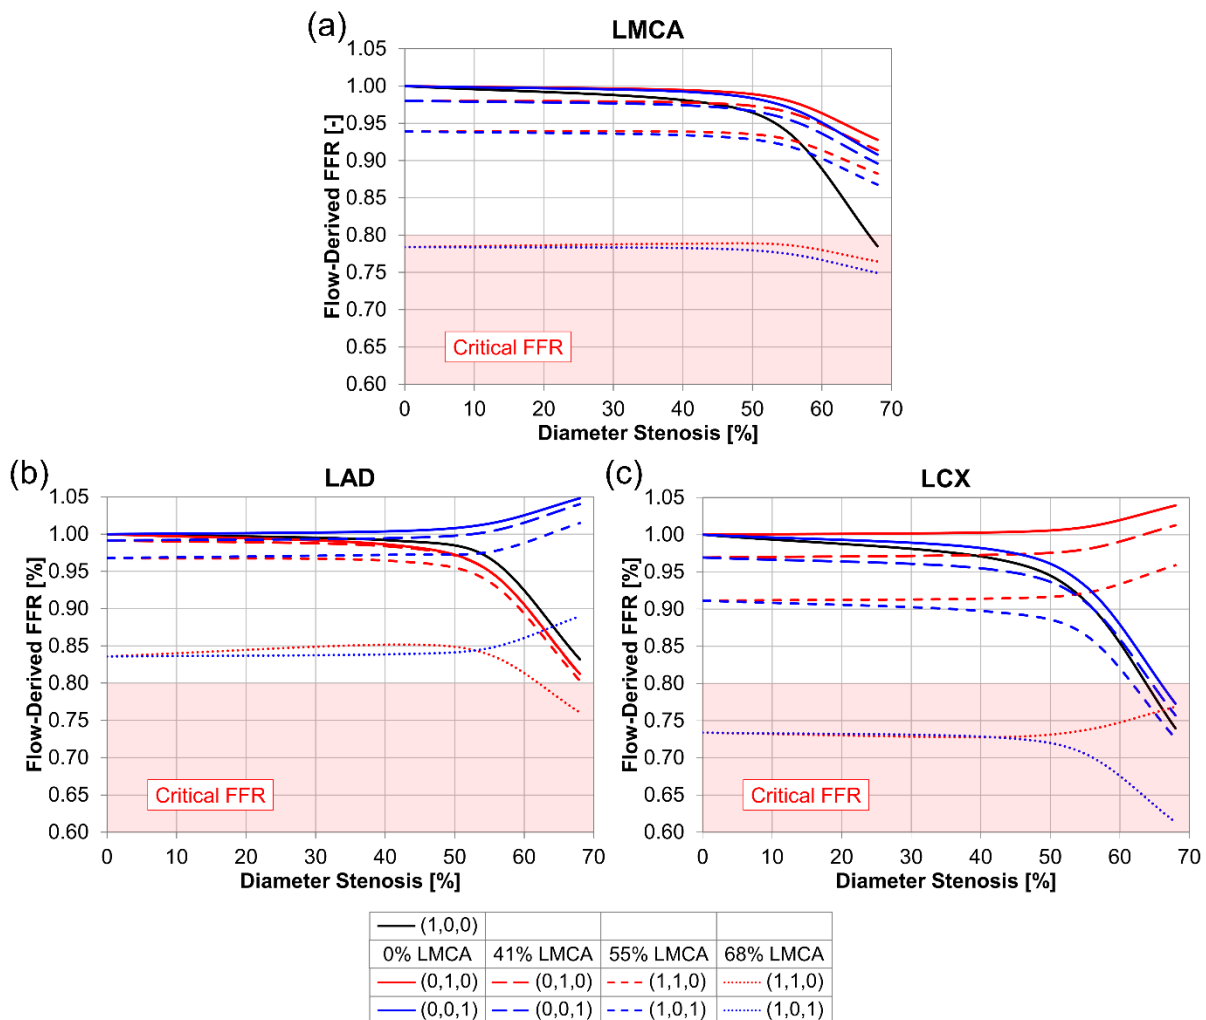 (a)
LMCA
Flow-Derived FFR [-]
1.05
1.00
0.95
0.90
0.85
0.80
0.75
0.70
0.65
0.60
Critical FFR
0 10 20 30 40 50 60 70
Diameter Stenosis [%]
(b)
LAD
Flow-Derived FFR [%]
1.05
1.00
0.95
0.90
0.85
0.80
0.75
0.70
0.65
0.60
Critical FFR
0 10 20 30 40 50 60 70
Diameter Stenosis [%]
(c)
LCX
Flow-Derived FFR [%]
1.05
1.00
0.95
0.90
0.85
0.80
0.75
0.70
0.65
0.60
Critical FFR
0 10 20 30 40 50 60 70
Diameter Stenosis [%]
(1,0,0)
0% LMCA 41% LMCA 55% LMCA 68% LMCA
(0,1,0) (0,1,0) (1,1,0) (1,1,0)
(0,0,1) (0,0,1) (1,0,1) (1,0,1)